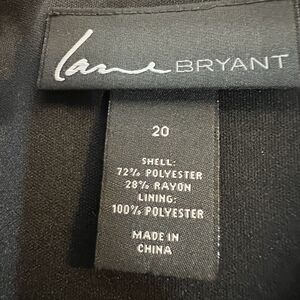 Lane BRYANT
20
SHELL:
72% POLYESTER
28% RAYON
LINING:
100% POLYESTER
MADE IN
CHINA